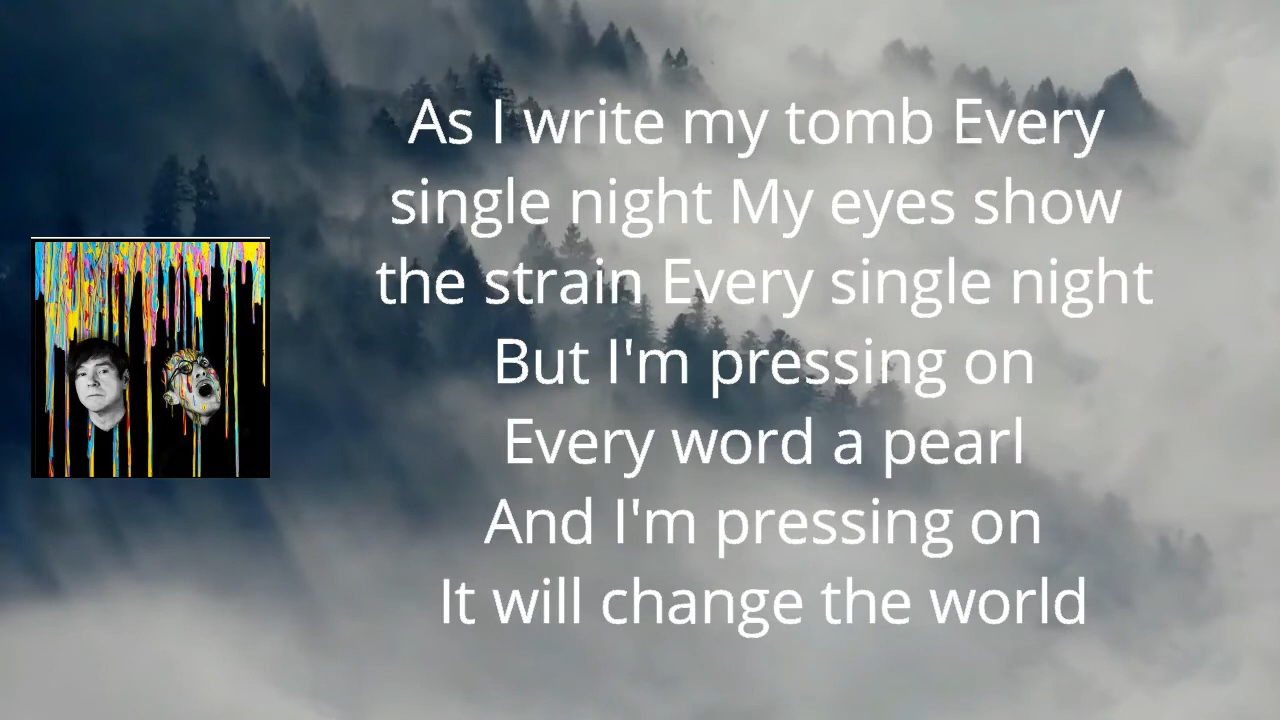 As I write my tomb Every
single night My eyes show
the strain Every single night
But I'm pressing on
Every word a pearl
And I'm pressing on
It will change the world